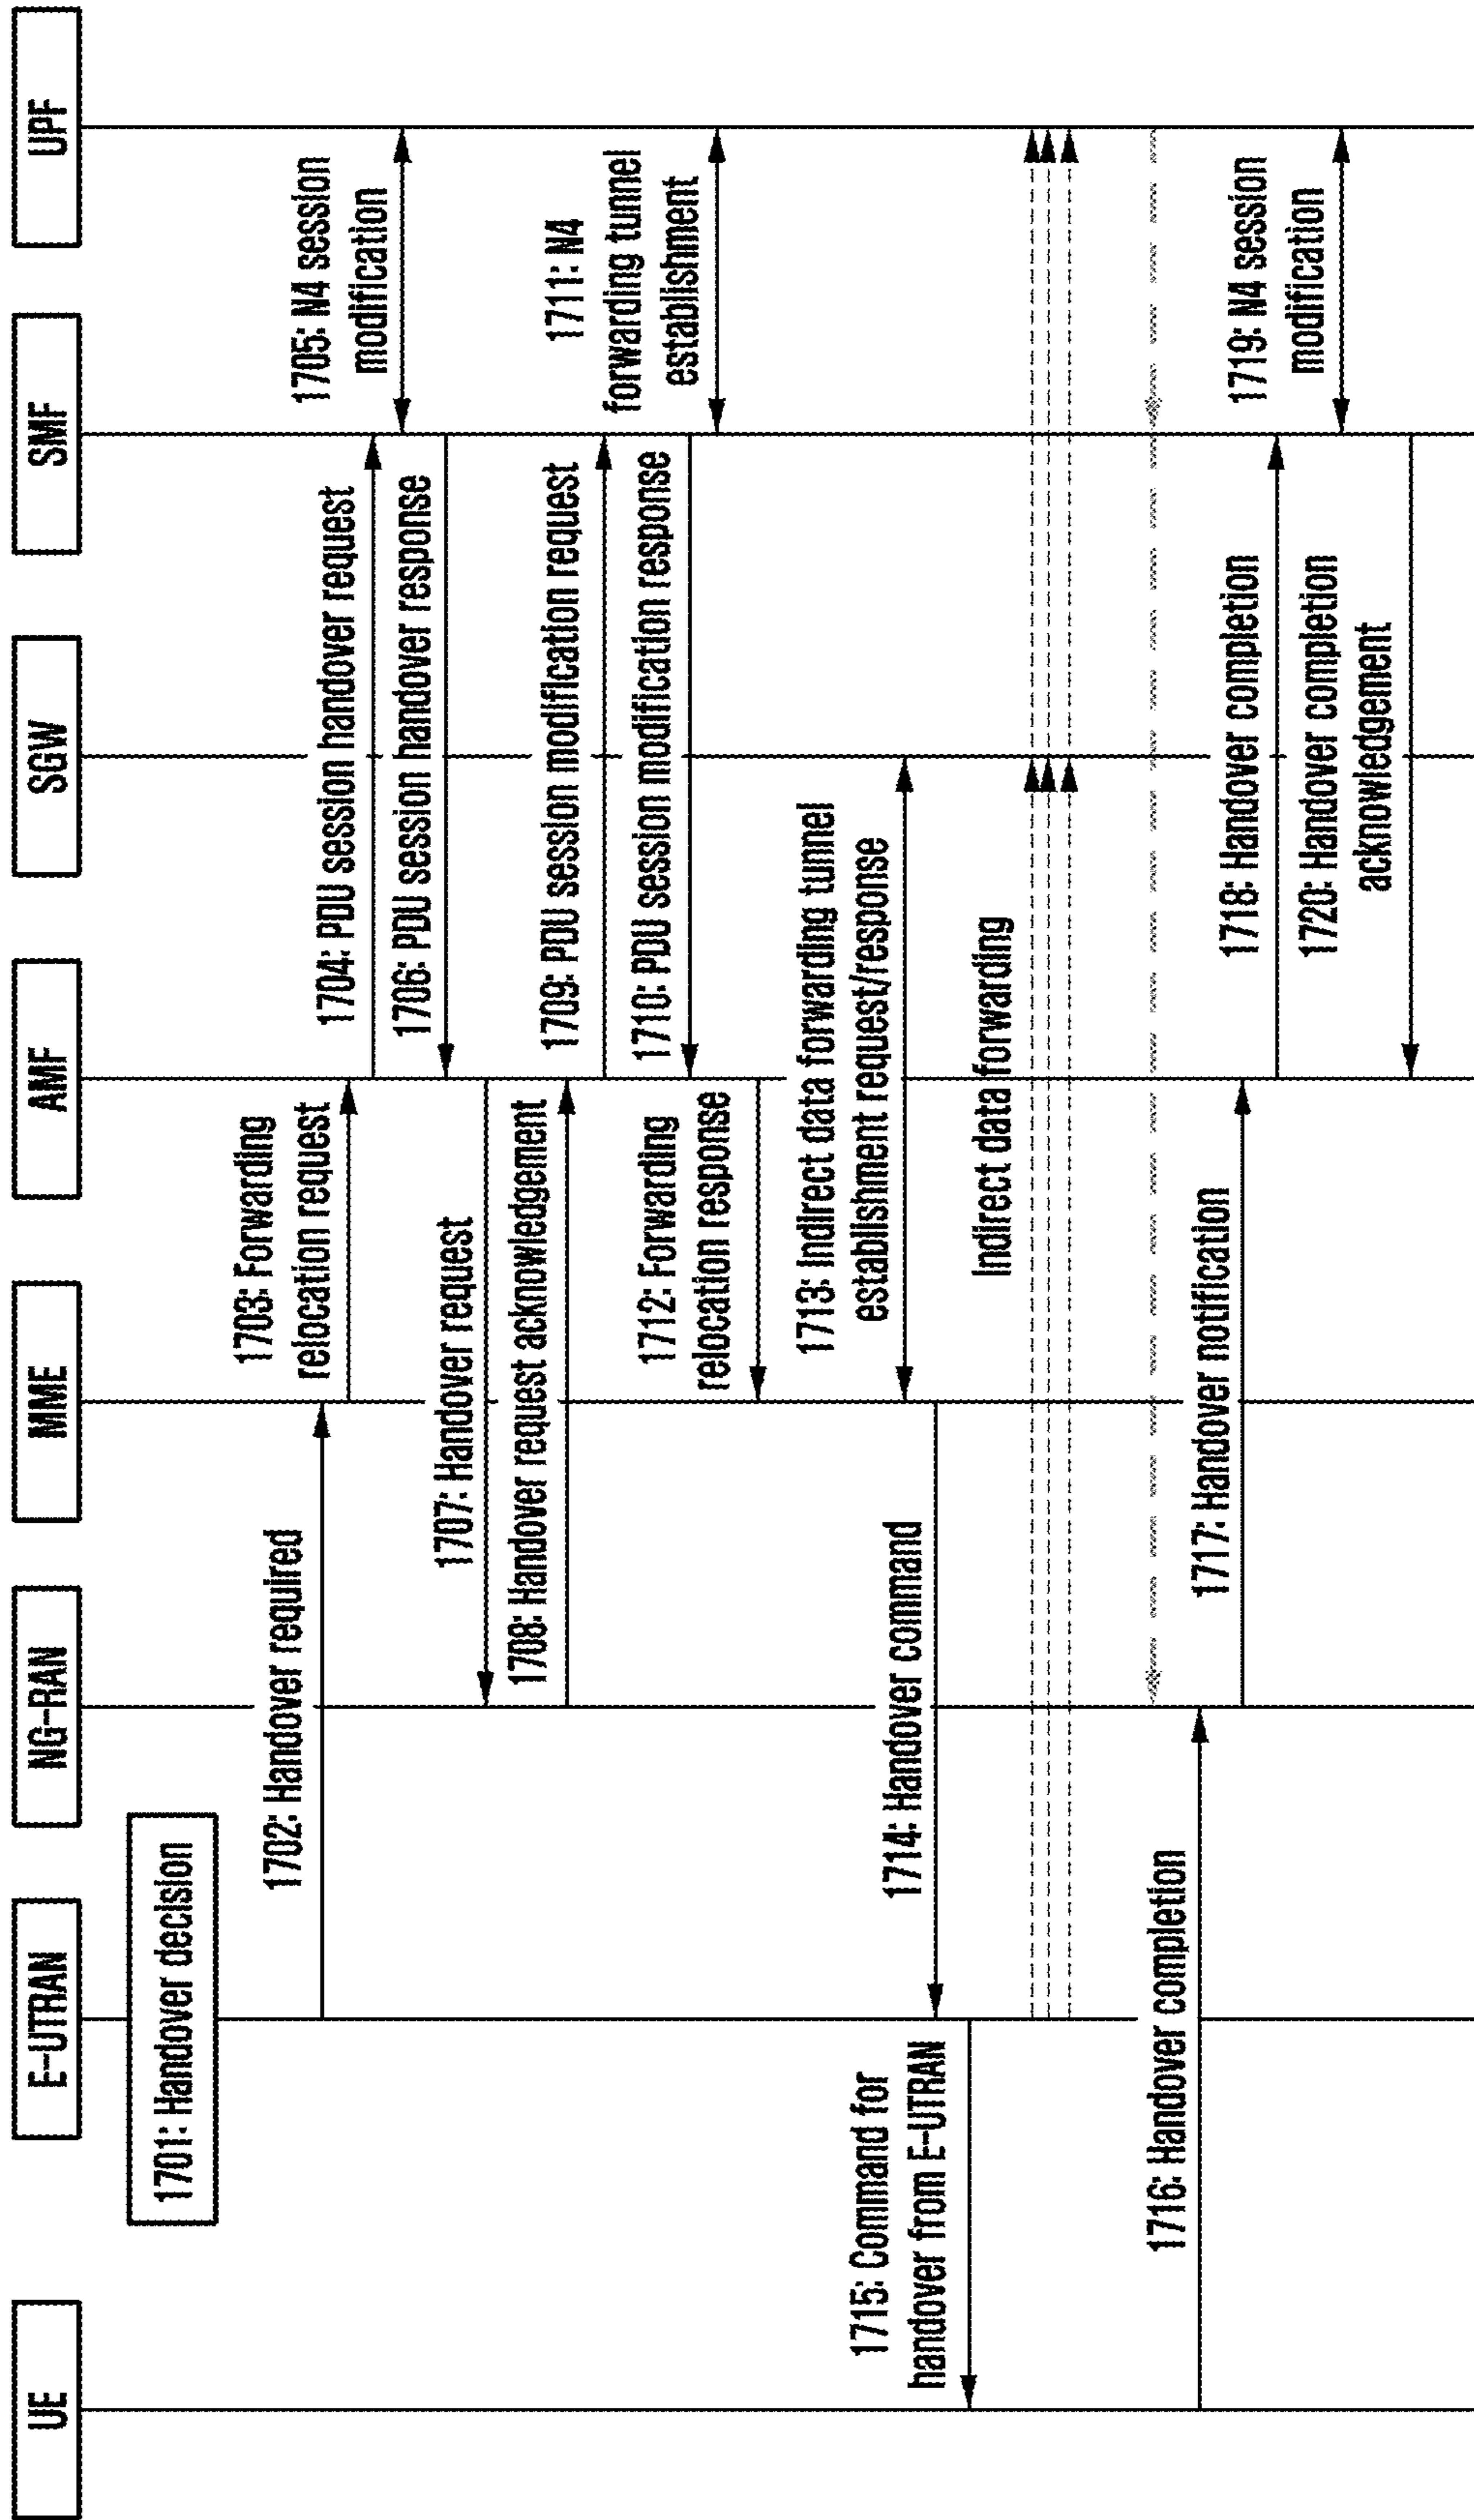 UE
E-UTRAN
NG-RAN
MME
AMF
SGW
SMF
UPF
1701: Handover decision
1702: Handover required
1703: Forwarding
relocation request
1704: PDU session handover request
1705: N4 session
modification
1706: PDU session handover response
1707: Handover request
1708: Handover request acknowledgement
1709: PDU session modification request
1710: PDU session modification response
1711: N4
forwarding tunnel
establishment
1712: Forwarding
relocation response
1713: Indirect data forwarding tunnel
establishment request/response
1714: Handover command
1715: Command for
handover from E-UTRAN
Indirect data forwarding
1716: Handover completion
1717: Handover notification
1718: Handover completion
1719: N4 session
modification
1720: Handover completion
acknowledgement